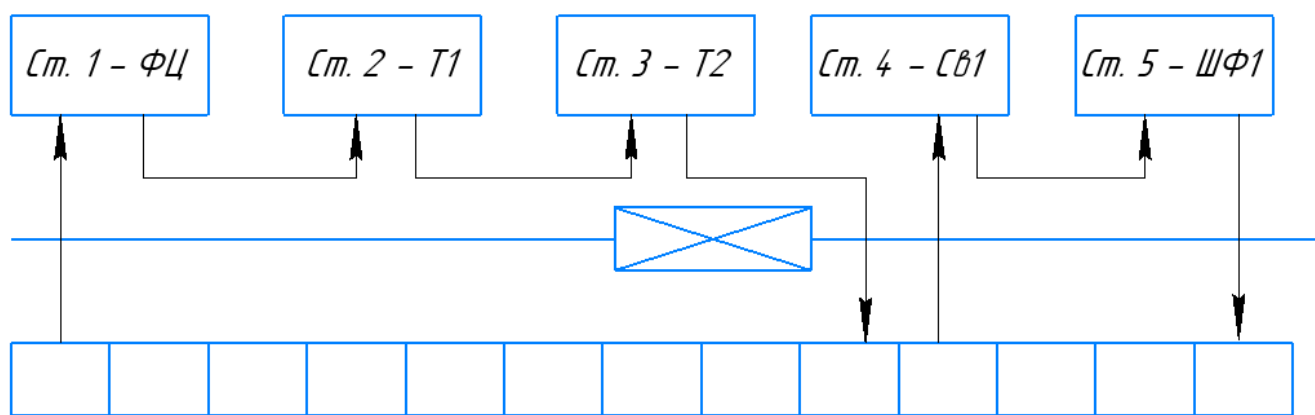 Ст. 1 - ФЦ
Ст. 2 - Т1
Ст. 3 - Т2
Ст. 4 - Св1
Ст. 5 - ШФ1